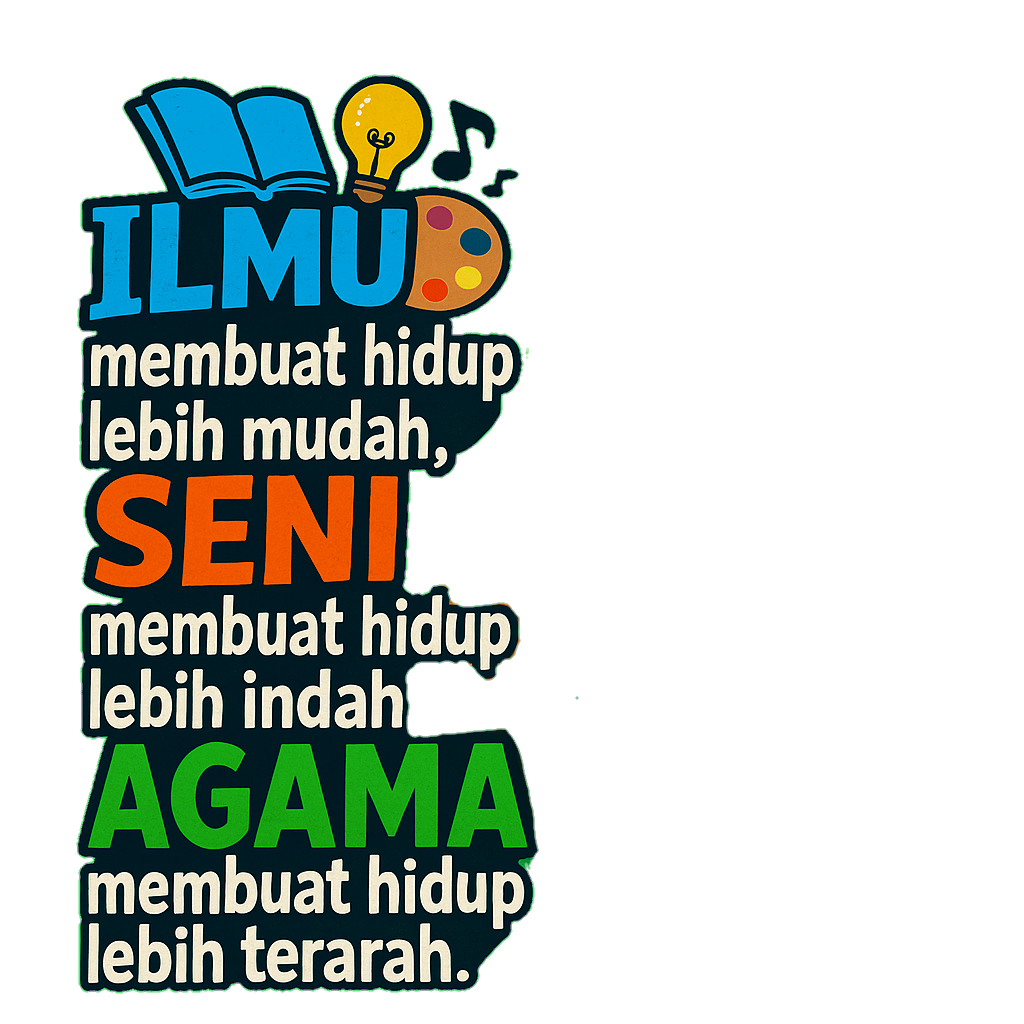 ILMU
membuat hidup
lebih mudah,
SENI
membuat hidup
lebih indah
AGAMA
membuat hidup
lebih terarah.